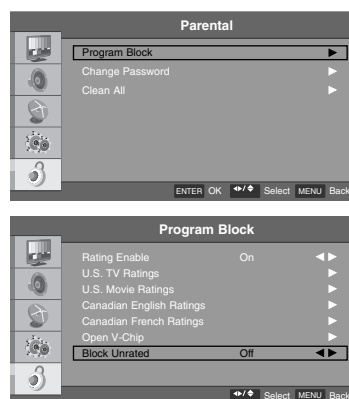 Parental
Program Block
Change Password
Clean All
ENTER OK Select MENU Back
Program Block
Rating Enable On
U.S. TV Ratings
U.S. Movie Ratings
Canadian English Ratings
Canadian French Ratings
Open V-Chip
Block Unrated Off
Select MENU Back